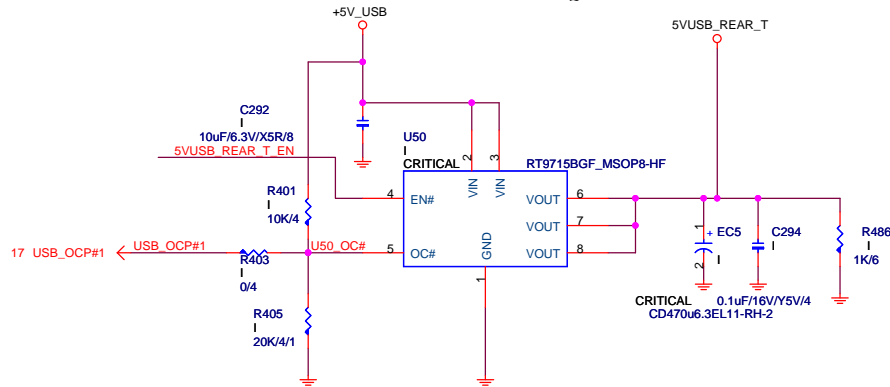 +5V_USB
5VUSB_REAR_T
C292
I
10uF/6.3V/X5R/8
U50
I
CRITICAL
2
3
RT9715BGF_MSOP8-HF
5VUSB_REAR_T_EN
VIN
VIN
4
EN#
VOUT
6
R401
I
10K/4
VOUT
7
1
+
EC5
I
2
C294
I
R486
I
1K/6
17 USB_OCP#1
USB_OCP#1
U50_OC#
5
OC#
GND
VOUT
8
R403
I
0/4
1
CRITICAL
0.1uF/16V/Y5V/4
CD470u6.3EL11-RH-2
R405
I
20K/4/1